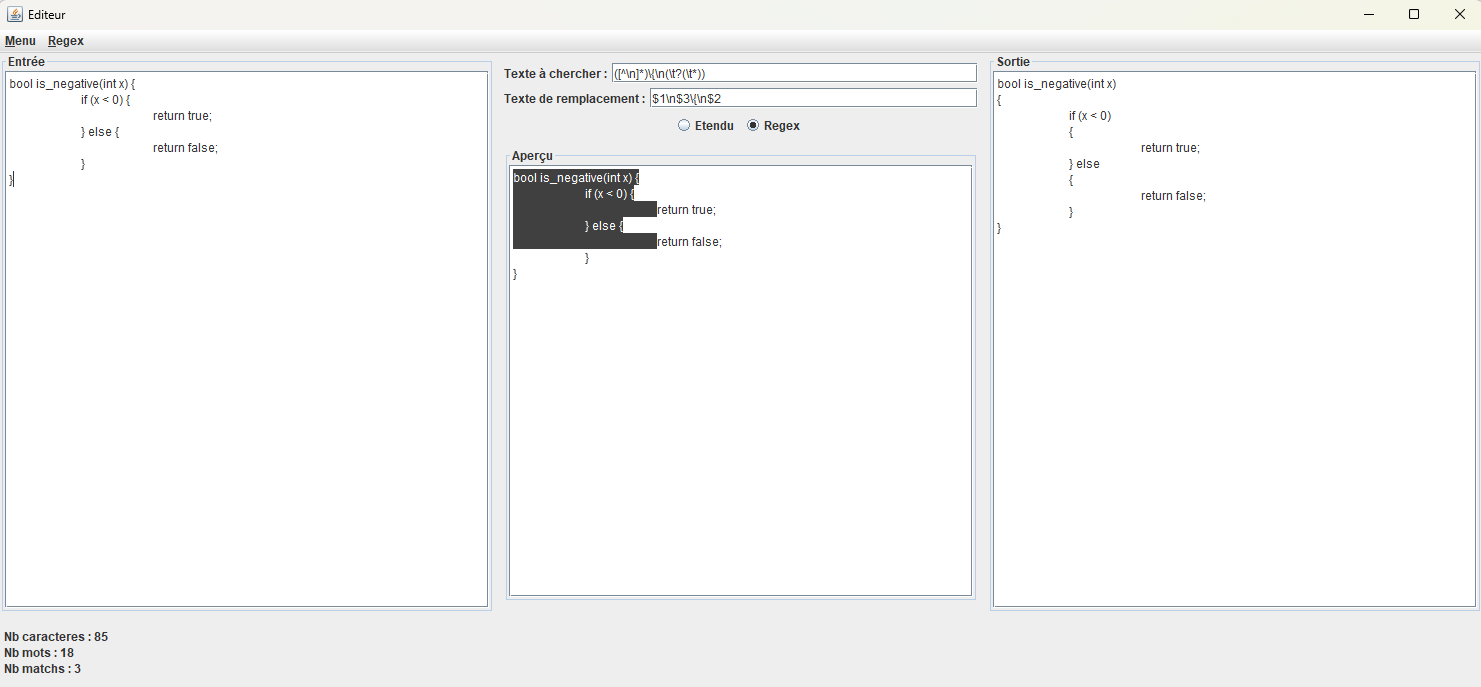 Editeur
Menu Regex
Entrée
bool is_negative(int x) {
if (x < 0) {
return true;
} else {
return false;
}
}
Texte à chercher : ([^\n]*)\{\n(\t?(\t*))
Texte de remplacement : $1\n$3\{\n$2
Etendu Regex
Aperçu
bool is_negative(int x) {
if (x < 0) {
return true;
} else {
return false;
}
}
Sortie
bool is_negative(int x)
{
if (x < 0)
{
return true;
} else
{
return false;
}
}
Nb caracteres : 85
Nb mots : 18
Nb matchs : 3